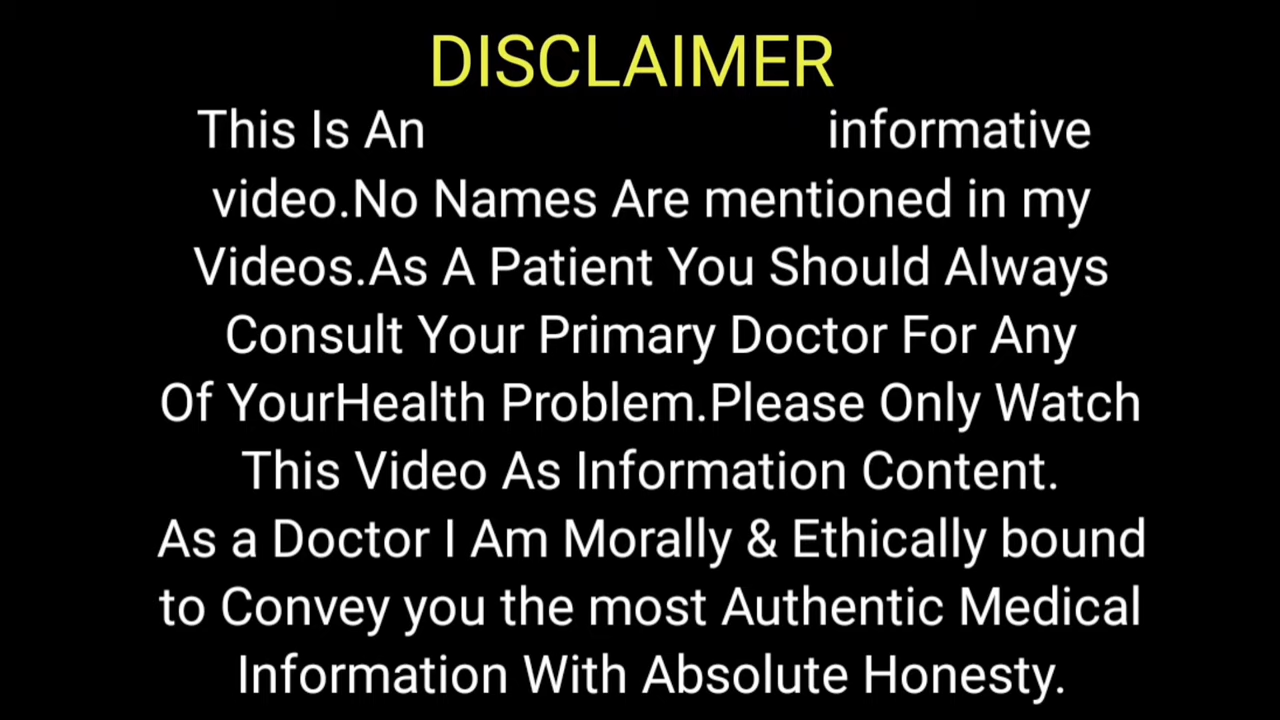 DISCLAIMER
This Is An informative
video.No Names Are mentioned in my
Videos.As A Patient You Should Always
Consult Your Primary Doctor For Any
Of YourHealth Problem.Please Only Watch
This Video As Information Content.
As a Doctor I Am Morally & Ethically bound
to Convey you the most Authentic Medical
Information With Absolute Honesty.